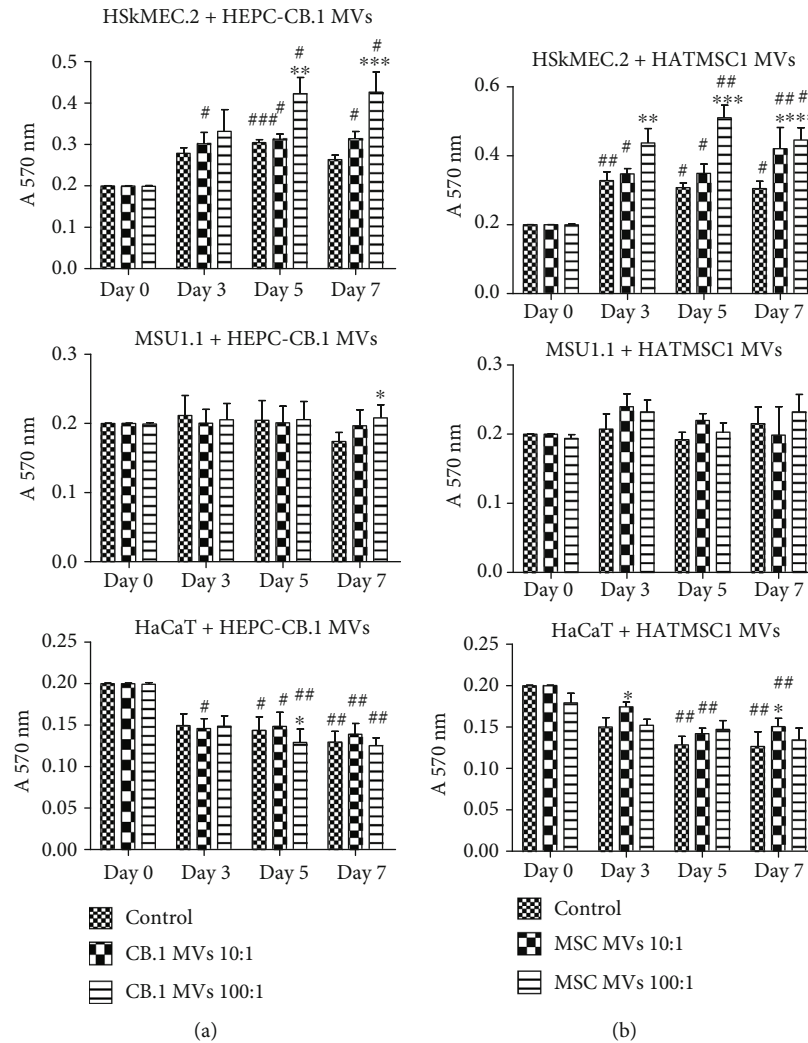 HSkMEC.2 + HEPC-CB.1 MVs
A 570 nm
0.5
0.4
0.3
0.2
0.1
0.0
#
###
#
#
**
#
#
***
Day 0 Day 3 Day 5 Day 7
MSU1.1 + HEPC-CB.1 MVs
A 570 nm
0.3
0.2
0.1
0.0
*
Day 0 Day 3 Day 5 Day 7
HaCaT + HEPC-CB.1 MVs
A 570 nm
0.20
0.15
0.10
0.05
0.00
#
#
#
##
*
##
##
##
Day 0 Day 3 Day 5 Day 7
Control
CB.1 MVs 10:1
CB.1 MVs 100:1
(a)
HSkMEC.2 + HATMSC1 MVs
A 570 nm
0.6
0.4
0.2
0.0
##
#
**
#
#
##
***
#
## #
****
Day 0 Day 3 Day 5 Day 7
MSU1.1 + HATMSC1 MVs
A 570 nm
0.3
0.2
0.1
0.0
Day 0 Day 3 Day 5 Day 7
HaCaT + HATMSC1 MVs
A 570 nm
0.20
0.15
0.10
0.05
0.00
*
##
##
##
##
*
Day 0 Day 3 Day 5 Day 7
Control
MSC MVs 10:1
MSC MVs 100:1
(b)